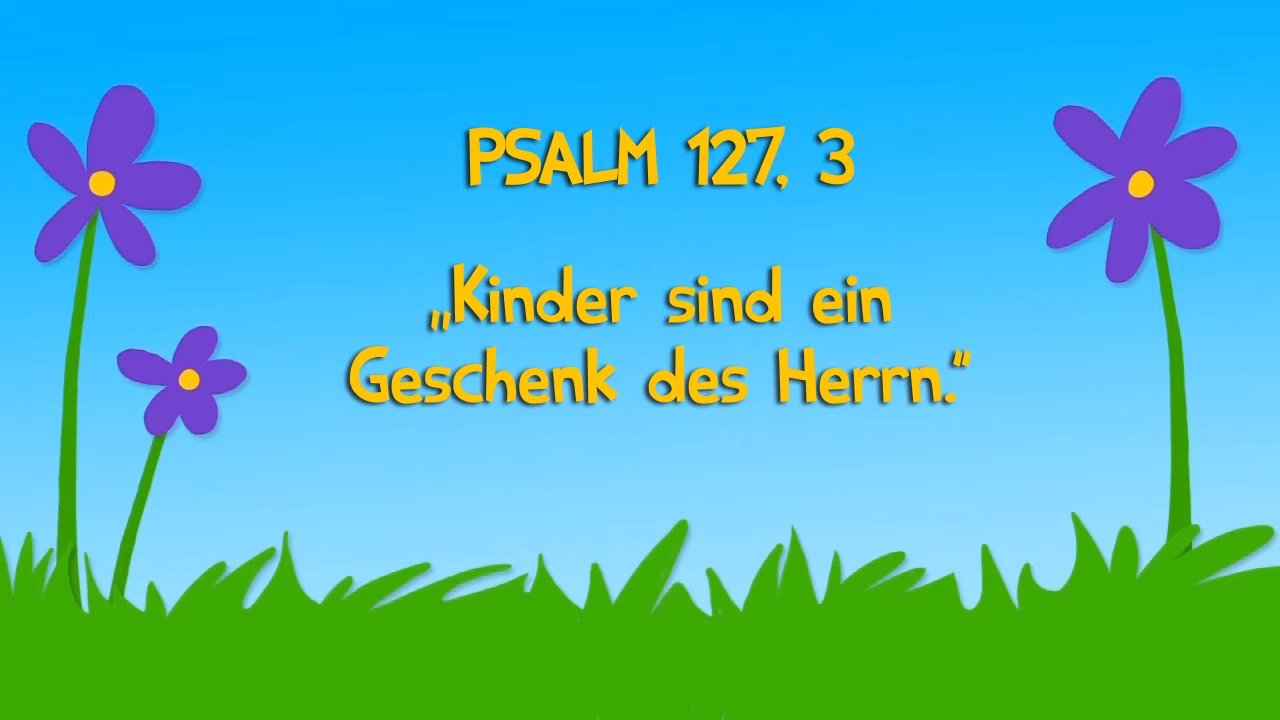 PSALM 127, 3
„Kinder sind ein
Geschenk des Herrn.“